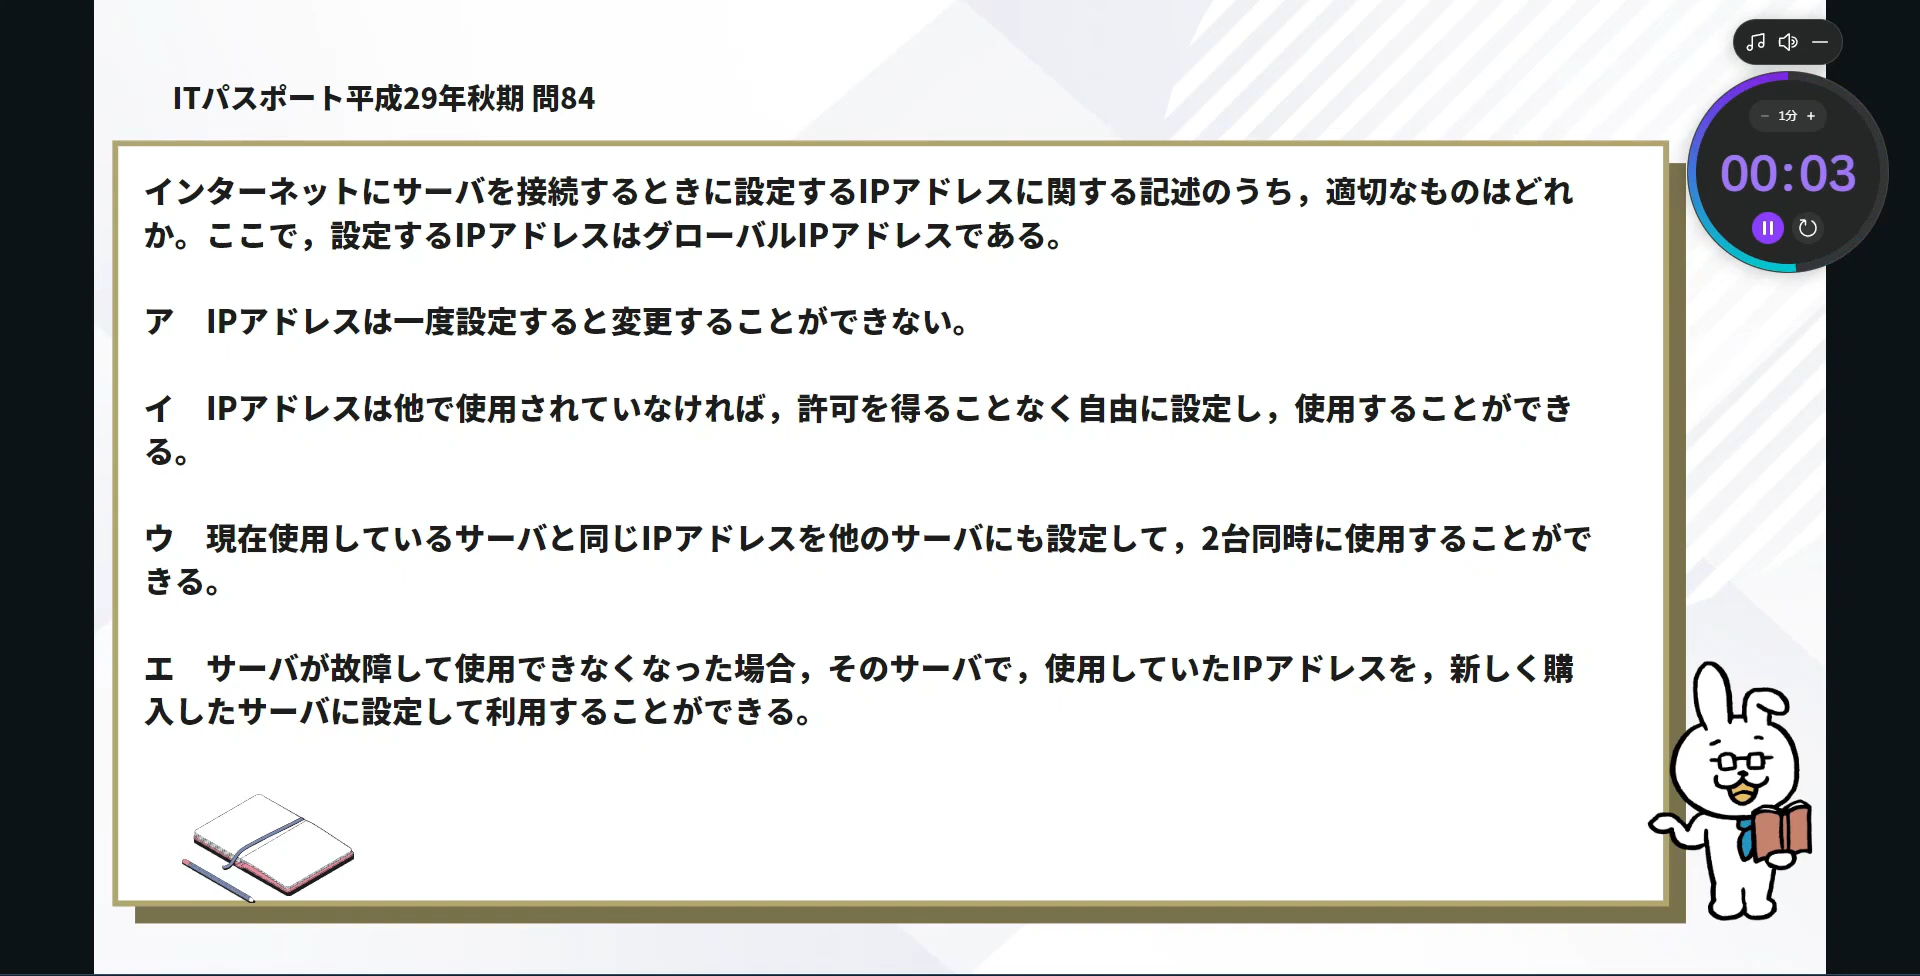 ITパスポート平成29年秋期 問84
－ 1分 +
00:03
インターネットにサーバを接続するときに設定するIPアドレスに関する記述のうち，適切なものはどれ
か。ここで，設定するIPアドレスはグローバルIPアドレスである。
ア　IPアドレスは一度設定すると変更することができない。
イ　IPアドレスは他で使用されていなければ，許可を得ることなく自由に設定し，使用することができ
る。
ウ　現在使用しているサーバと同じIPアドレスを他のサーバにも設定して，2台同時に使用することがで
きる。
エ　サーバが故障して使用できなくなった場合，そのサーバで，使用していたIPアドレスを，新しく購
入したサーバに設定して利用することができる。